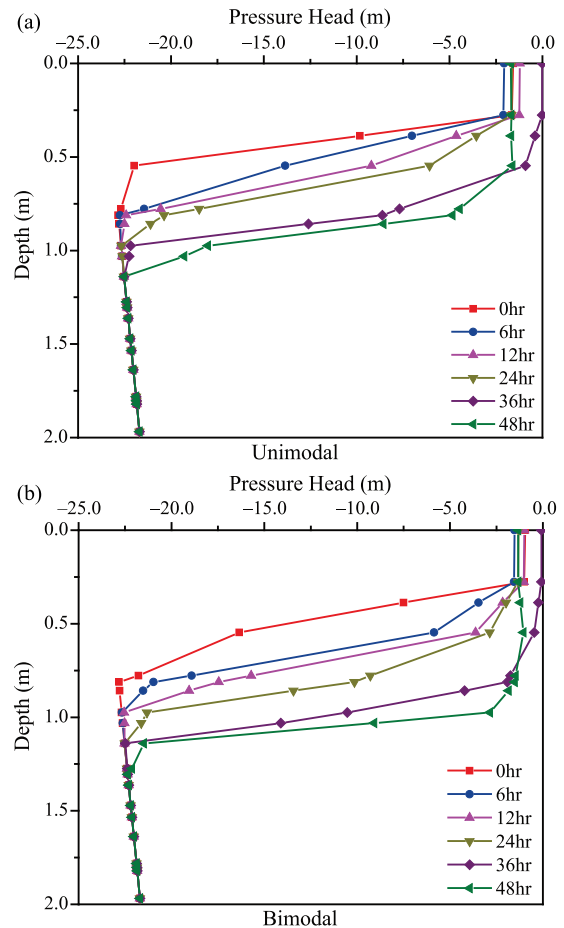 (a)
Pressure Head (m)
−25.0 −20.0 −15.0 −10.0 −5.0 0.0
0.0
0.5
1.0
1.5
2.0
Depth (m)
0hr
6hr
12hr
24hr
36hr
48hr
Unimodal
(b)
Pressure Head (m)
−25.0 −20.0 −15.0 −10.0 −5.0 0.0
0.0
0.5
1.0
1.5
2.0
Depth (m)
0hr
6hr
12hr
24hr
36hr
48hr
Bimodal